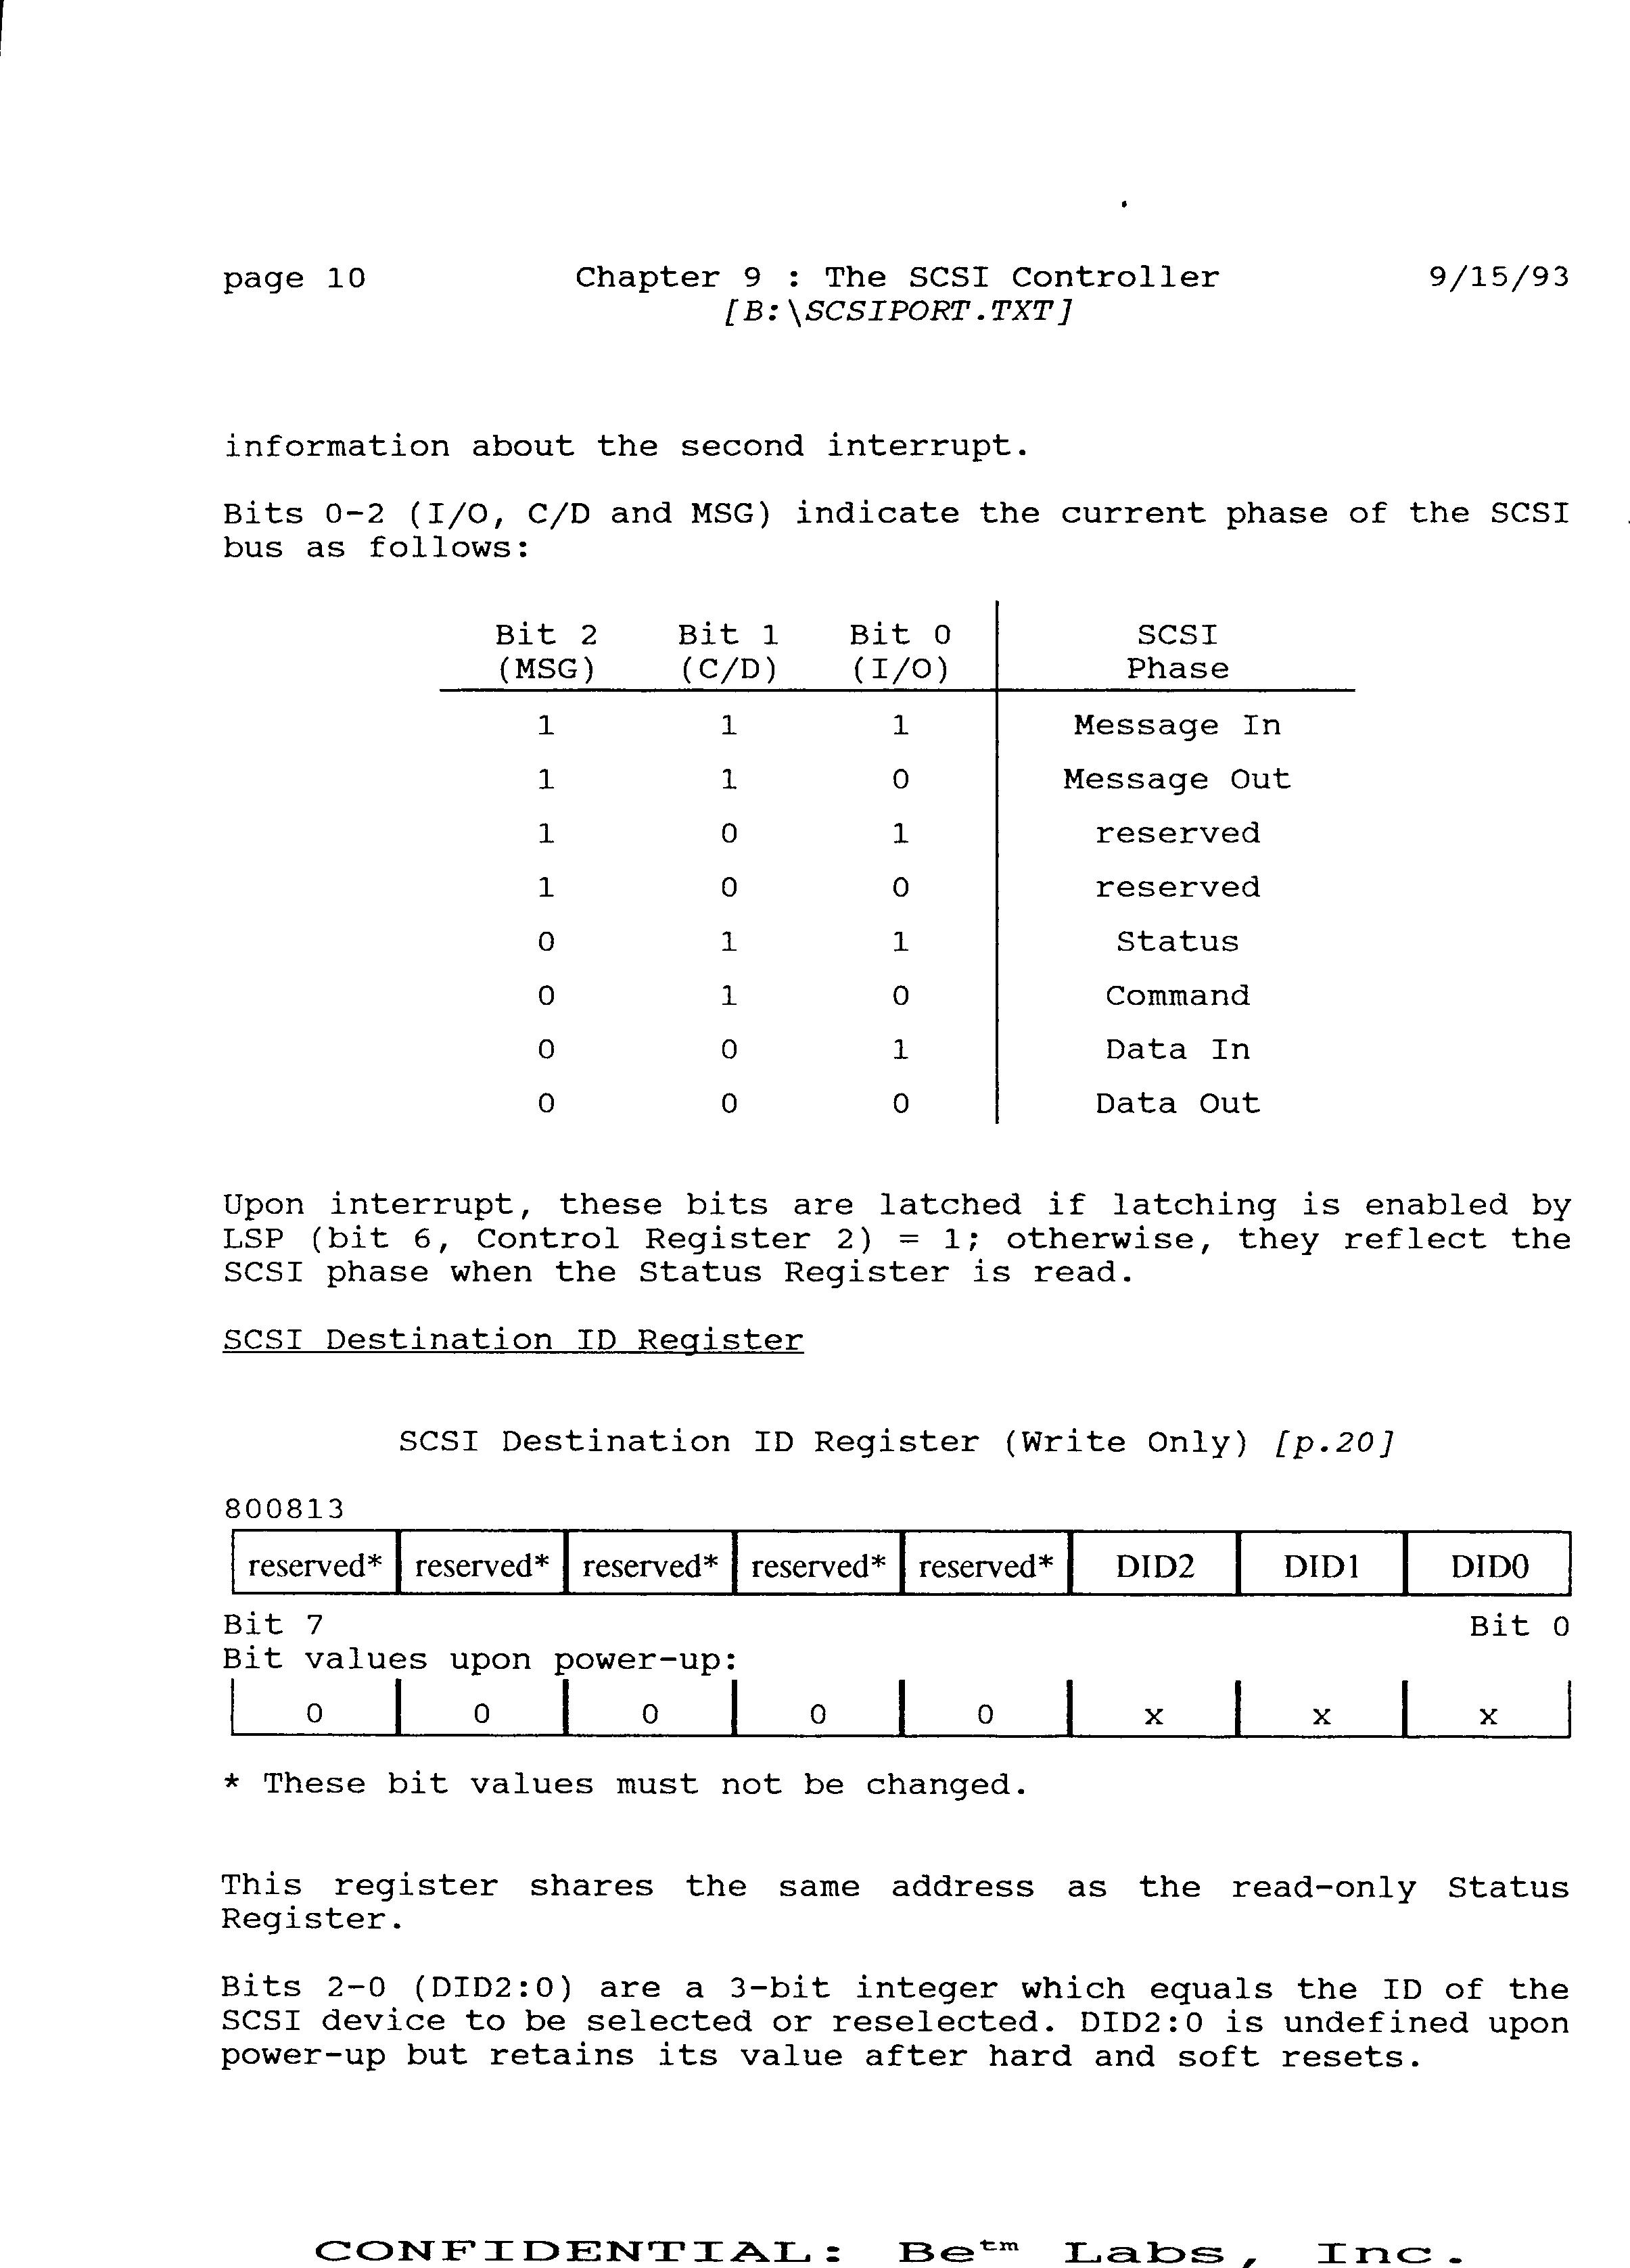 page 10 Chapter 9 : The SCSI Controller 9/15/93
[B:\SCSIPORT.TXT]
information about the second interrupt.
Bits 0-2 (I/O, C/D and MSG) indicate the current phase of the SCSI
bus as follows:
Bit 2 Bit 1 Bit 0 SCSI
(MSG) (C/D) (I/O) Phase
1 1 1 Message In
1 1 0 Message Out
1 0 1 reserved
1 0 0 reserved
0 1 1 Status
0 1 0 Command
0 0 1 Data In
0 0 0 Data Out
Upon interrupt, these bits are latched if latching is enabled by
LSP (bit 6, Control Register 2) = 1; otherwise, they reflect the
SCSI phase when the Status Register is read.
SCSI Destination ID Register
SCSI Destination ID Register (Write Only) [p.20]
800813
reserved* reserved* reserved* reserved* reserved* DID2 DID1 DID0
Bit 7 Bit 0
Bit values upon power-up:
0 0 0 0 0 x x x
* These bit values must not be changed.
This register shares the same address as the read-only Status
Register.
Bits 2-0 (DID2:0) are a 3-bit integer which equals the ID of the
SCSI device to be selected or reselected. DID2:0 is undefined upon
power-up but retains its value after hard and soft resets.
CONFIDENTIAL: Be™ Labs, Inc.